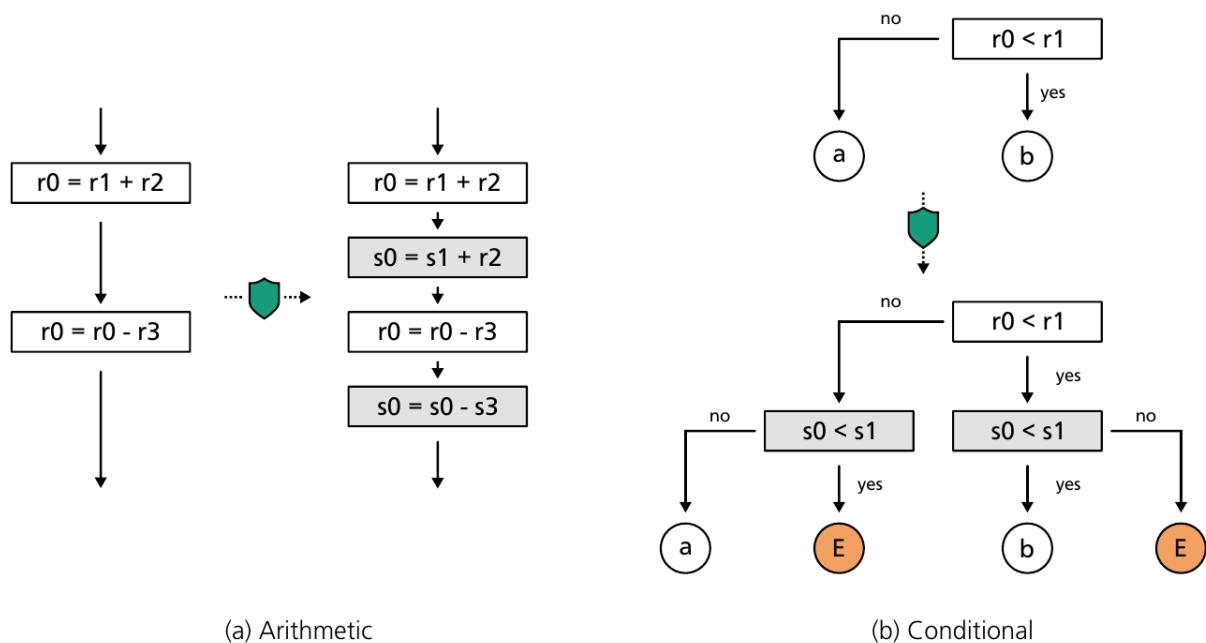 r0 = r1 + r2
r0 = r0 - r3
r0 = r1 + r2
s0 = s1 + r2
r0 = r0 - r3
s0 = s0 - s3
(a) Arithmetic
no
r0 < r1
yes
a
b
no
r0 < r1
yes
no
s0 < s1
s0 < s1
no
yes
yes
a
E
b
E
(b) Conditional